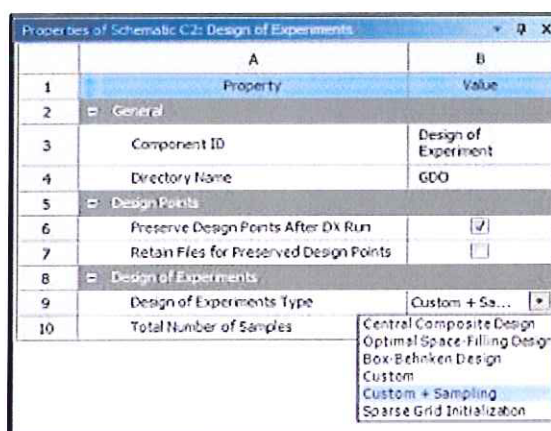 Properties of Schematic C2: Design of Experiments
A B
1 Property Value
2 General
3 Component ID Design of Experiment
4 Directory Name GDO
5 Design Points
6 Preserve Design Points After DX Run
7 Retain Files for Preserved Design Points
8 Design of Experiments
9 Design of Experiments Type Custom + Sa...
10 Total Number of Samples
Central Composite Design
Optimal Space-Filling Design
Box-Behnken Design
Custom
Custom + Sampling
Sparse Grid Initialization